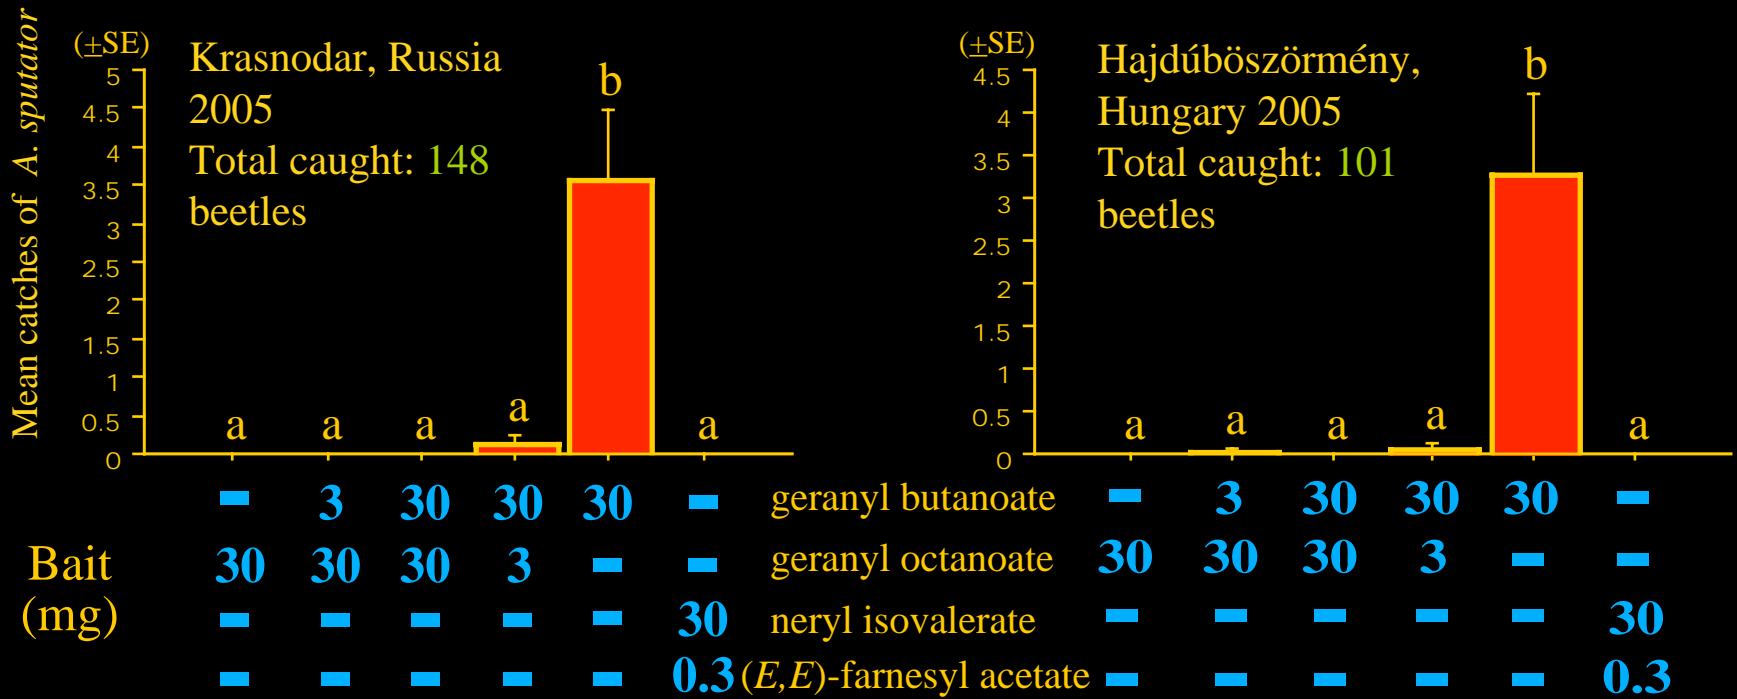 Mean catches of A. sputator
(±SE)
5
4.5
4
3.5
3
2.5
2
1.5
1
0.5
0
Krasnodar, Russia
2005
Total caught: 148
beetles
a a a a b a
(±SE)
4.5
4
3.5
3
2.5
2
1.5
1
0.5
0
Hajdúböszörmény,
Hungary 2005
Total caught: 101
beetles
a a a a b a
Bait
(mg)
- 3 30 30 30 - geranyl butanoate - 3 30 30 30 -
30 30 30 3 - - geranyl octanoate 30 30 30 3 - -
- - - - - 30 neryl isovalerate - - - - - 30
- - - - - 0.3 (E,E)-farnesyl acetate - - - - - 0.3